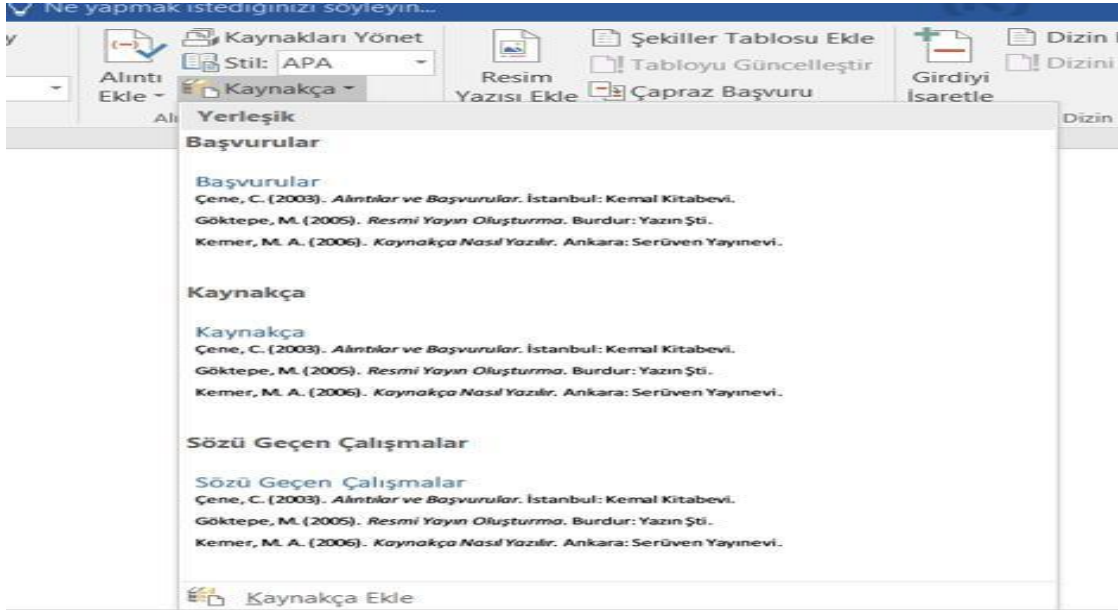 Ne yapmak istediğinizi söyleyin...
Kaynakları Yönet
Stil: APA
Kaynakça
Alıntı
Ekle
Resim
Yazısı Ekle
Şekiller Tablosu Ekle
Tabloyu Güncelleştir
Çapraz Başvuru
Girdiyi
İşaretle
Dizin
Dizini
Dizin
Yerleşik
Başvurular
Başvurular
Çene, C. (2003). Alıntılar ve Başvurular. İstanbul: Kemal Kitabevi.
Göktepe, M. (2005). Resmi Yayın Oluşturma. Burdur: Yazın Şti.
Kemer, M. A. (2006). Kaynakça Nasıl Yazılır. Ankara: Serüven Yayınevi.
Kaynakça
Kaynakça
Çene, C. (2003). Alıntılar ve Başvurular. İstanbul: Kemal Kitabevi.
Göktepe, M. (2005). Resmi Yayın Oluşturma. Burdur: Yazın Şti.
Kemer, M. A. (2006). Kaynakça Nasıl Yazılır. Ankara: Serüven Yayınevi.
Sözü Geçen Çalışmalar
Sözü Geçen Çalışmalar
Çene, C. (2003). Alıntılar ve Başvurular. İstanbul: Kemal Kitabevi.
Göktepe, M. (2005). Resmi Yayın Oluşturma. Burdur: Yazın Şti.
Kemer, M. A. (2006). Kaynakça Nasıl Yazılır. Ankara: Serüven Yayınevi.
Kaynakça Ekle